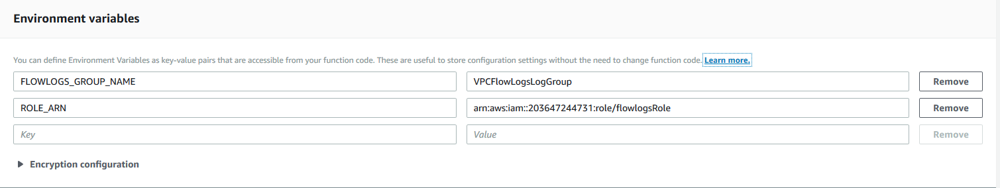 Environment variables
You can define Environment Variables as key-value pairs that are accessible from your function code. These are useful to store configuration settings without the need to change function code. Learn more.
FLOWLOGS_GROUP_NAME VPCFlowLogsLogGroup Remove
ROLE_ARN arn:aws:iam::203647244731:role/flowlogsRole Remove
Key Value Remove
Encryption configuration